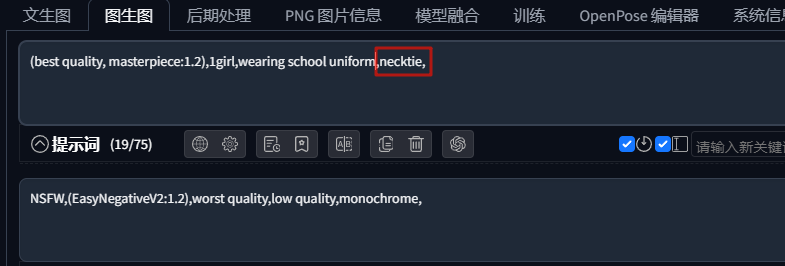 文生图 图生图 后期处理 PNG 图片信息 模型融合 训练 OpenPose 编辑器 系统信息
(best quality, masterpiece:1.2),1girl,wearing school uniform,necktie,
提示词 (19/75) 请输入新关键
NSFW,(EasyNegativeV2:1.2),worst quality,low quality,monochrome,